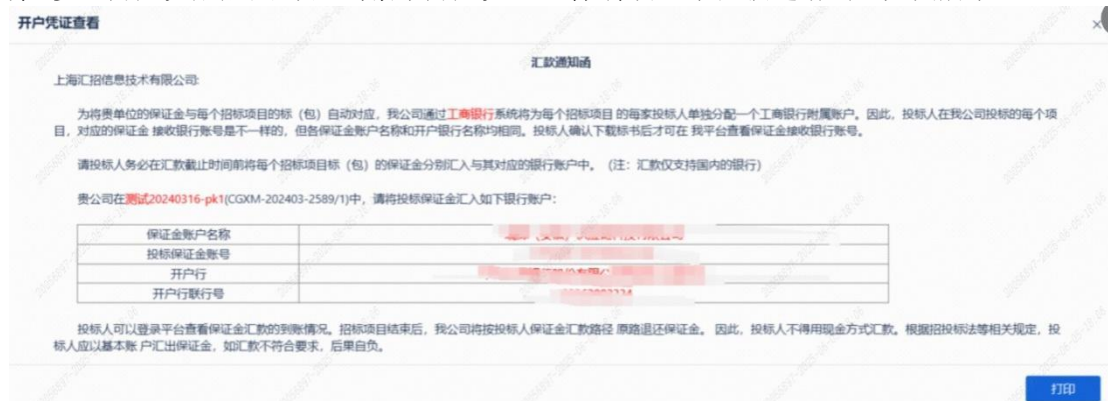 开户凭证查看
汇款通知函
上海汇招信息技术有限公司:
为将贵单位的保证金与每个招标项目的标（包）自动对应，我公司通过工商银行系统将为每个招标项目 的每家投标人单独分配一个工商银行附属账户。因此，投标人在我公司投标的每个项
目，对应的保证金 接收银行账号是不一样的，但各保证金账户名称和开户银行名称均相同。投标人确认下载标书后才可在 我平台查看保证金接收银行账号。
请投标人务必在汇款截止时间前将每个招标项目标（包）的保证金分别汇入与其对应的银行账户中。（注：汇款仅支持国内的银行）
贵公司在测试20240316-pk1(CGXM-202403-2589/1)中，请将投标保证金汇入如下银行账户：
保证金账户名称
投标保证金账号
开户行
开户行联行号
投标人可以登录平台查看保证金汇款的到账情况。招标项目结束后，我公司将按投标人保证金汇款路径 原路退还保证金。 因此，投标人不得用现金方式汇款。根据招投标法等相关规定，投
标人应以基本账 户汇出保证金，如汇款不符合要求，后果自负。
打印